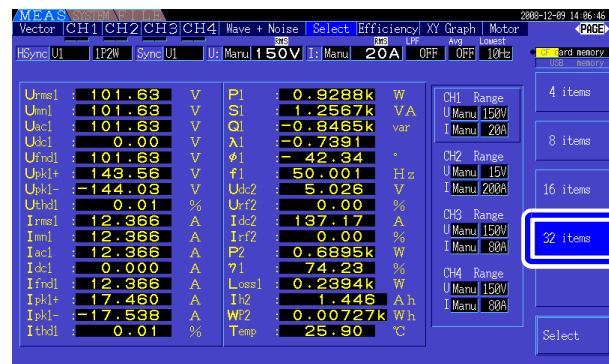 MEAS SYSTEM FILE 2008-12-09 14:06:46
Vector CH1 CH2 CH3 CH4 Wave + Noise Select Efficiency XY Graph Motor PAGE
RMS RMS LPF Avg Lowest
HSync U1 1P2W Sync U1 U: Manu 150V I: Manu 20A OFF OFF 10Hz CF card memory
USB memory
Urms1 : 101.63 V P1 : 0.9288k W CH1 Range 4 items
Umn1 : 101.63 V S1 : 1.2567k VA U Manu 150V
Uac1 : 101.63 V Q1 :-0.8465k var I Manu 20A
Udc1 : 0.00 V λ1 :-0.7391 8 items
Ufnd1 : 101.63 V φ1 :- 42.34 ° CH2 Range
Upk1+ : 143.56 V f1 : 50.001 Hz U Manu 15V
Upk1- :-144.03 V Udc2 : 5.026 V I Manu 200A 16 items
Uthd1 : 0.01 % Urf2 : 0.00 %
Irms1 : 12.366 A Idc2 : 137.17 A CH3 Range
Imn1 : 12.366 A Irf2 : 0.00 % U Manu 150V 32 items
Iac1 : 12.366 A P2 : 0.6895k W I Manu 80A
Idc1 : 0.000 A η1 : 74.23 %
Ifnd1 : 12.366 A Loss1 : 0.2394k W CH4 Range
Ipk1+ : 17.460 A Ih2 : 1.446 Ah U Manu 150V
Ipk1- :-17.538 A WP2 : 0.00727k Wh I Manu 80A
Ithd1 : 0.01 % Temp : 25.90 ℃ Select